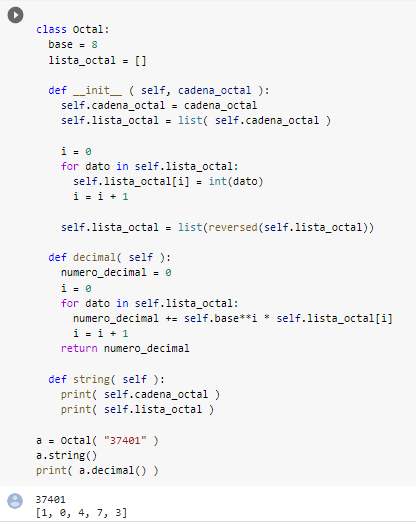 class Octal:
  base = 8
  lista_octal = []

  def __init__ ( self, cadena_octal ):
    self.cadena_octal = cadena_octal
    self.lista_octal = list( self.cadena_octal )

    i = 0
    for dato in self.lista_octal:
      self.lista_octal[i] = int(dato)
      i = i + 1

    self.lista_octal = list(reversed(self.lista_octal))

  def decimal( self ):
    numero_decimal = 0
    i = 0
    for dato in self.lista_octal:
      numero_decimal += self.base**i * self.lista_octal[i]
      i = i + 1
    return numero_decimal

  def string( self ):
    print( self.cadena_octal )
    print( self.lista_octal )

a = Octal( "37401" )
a.string()
print( a.decimal() )

37401
[1, 0, 4, 7, 3]